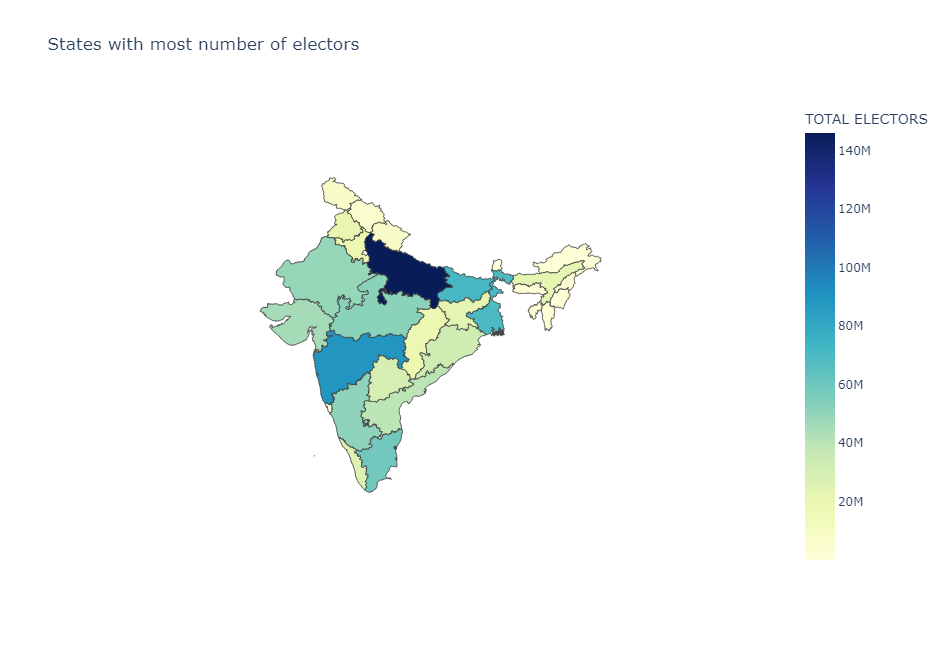 States with most number of electors
TOTAL ELECTORS
140M
120M
100M
80M
60M
40M
20M